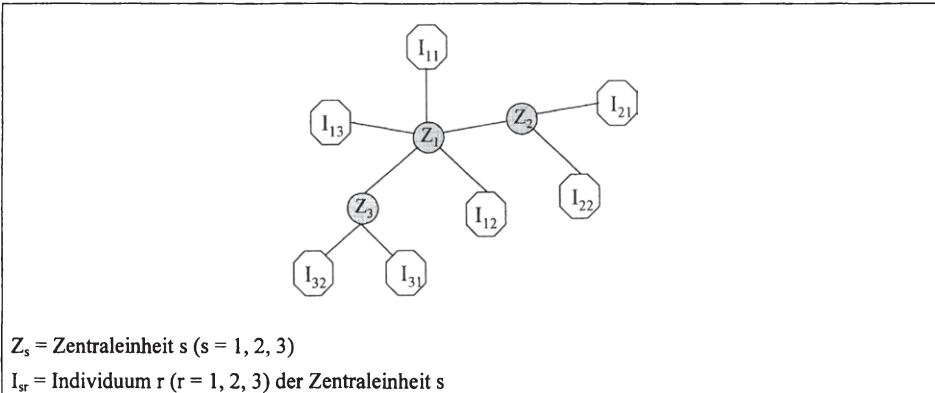 I₁₁
I₁₃
Z₁
Z₂
I₂₁
Z₃
I₁₂
I₂₂
I₃₂
I₃₁
Zₛ = Zentraleinheit s (s = 1, 2, 3)
Iₛᵣ = Individuum r (r = 1, 2, 3) der Zentraleinheit s